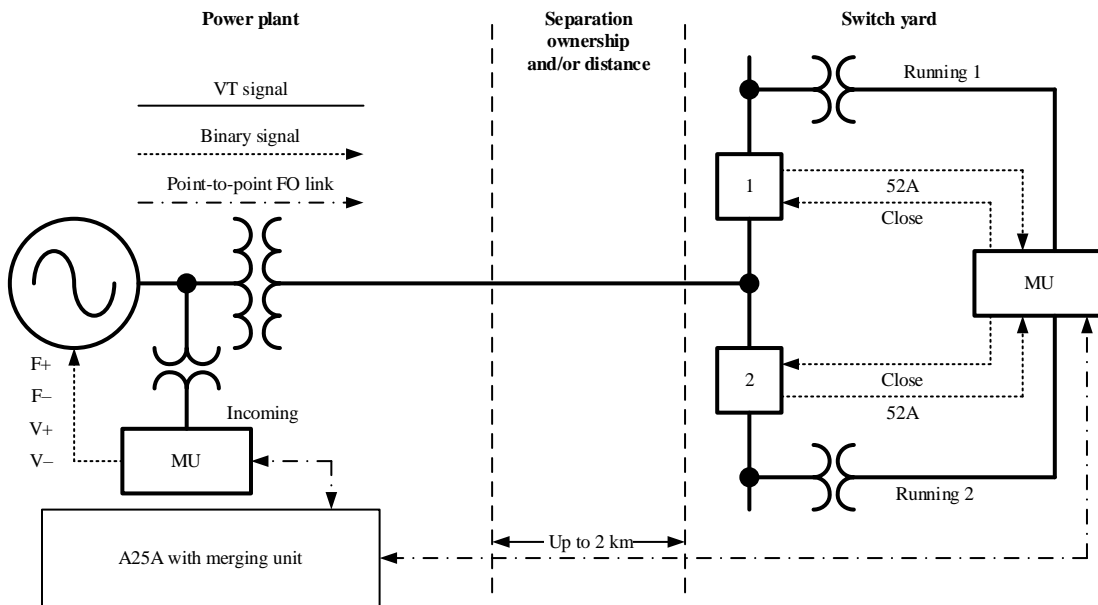 Power plant
Separation
ownership
and/or distance
Switch yard
VT signal
Binary signal
Point-to-point FO link
Running 1
1
52A
Close
MU
2
Close
52A
Running 2
F+
F–
V+
V–
Incoming
MU
A25A with merging unit
Up to 2 km